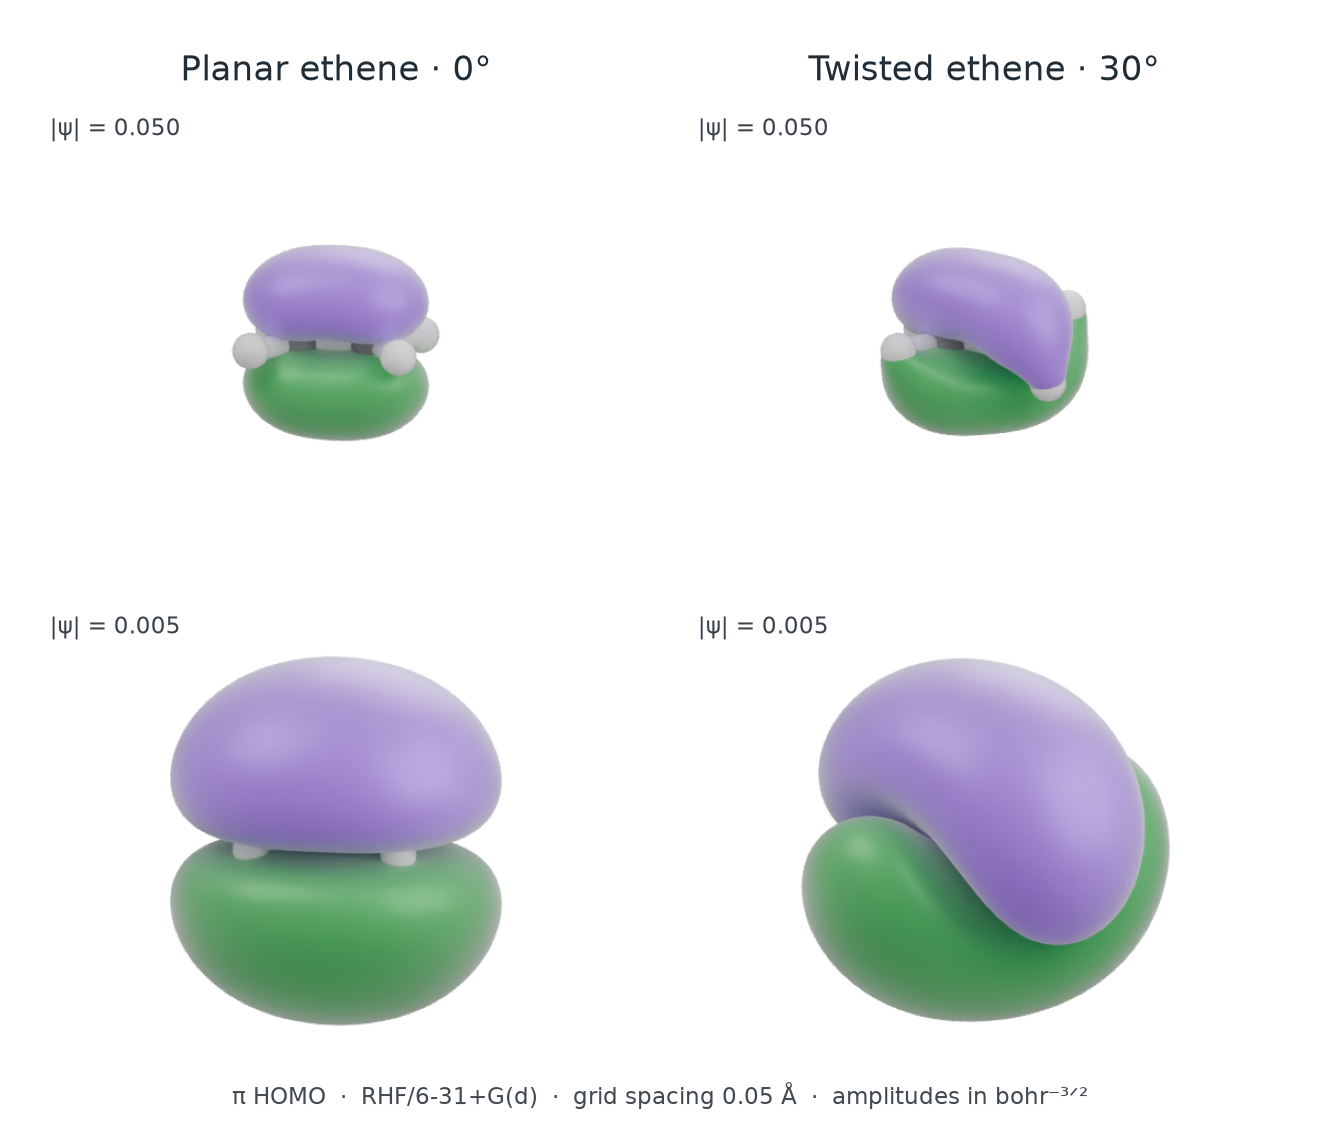 Planar ethene · 0°
Twisted ethene · 30°
|ψ| = 0.050
|ψ| = 0.050
|ψ| = 0.005
|ψ| = 0.005
π HOMO · RHF/6-31+G(d) · grid spacing 0.05 Å · amplitudes in bohr⁻³ᐟ²